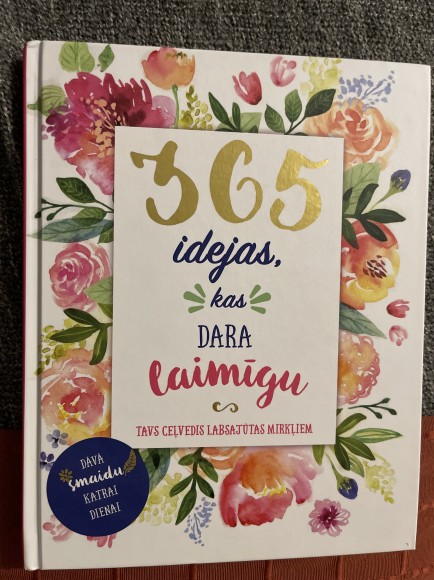 365
idejas,
kas
DARA
laimīgu
TAVS CEĻVEDIS LABSAJŪTAS MIRKĻIEM
DAVA
smaidu
KATRAI
DIENAI